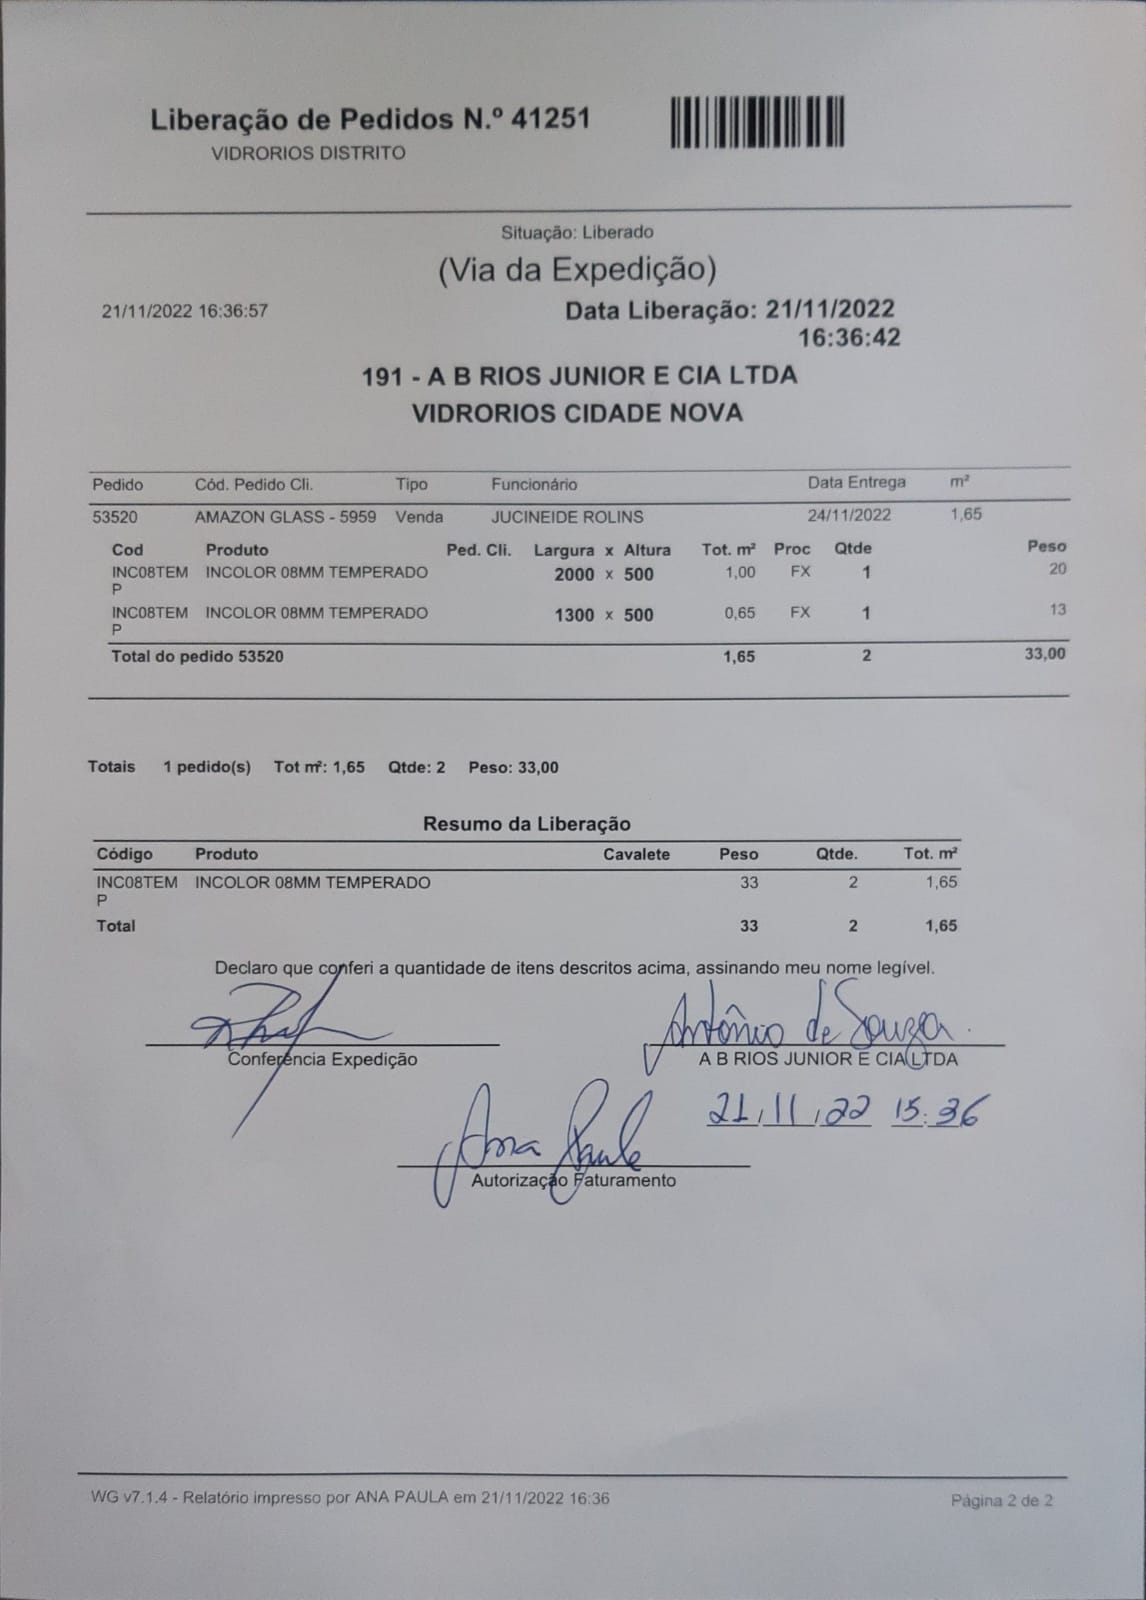 Liberação de Pedidos N.º 41251
VIDRORIOS DISTRITO
Situação: Liberado
(Via da Expedição)
21/11/2022 16:36:57 Data Liberação: 21/11/2022
16:36:42
191 - A B RIOS JUNIOR E CIA LTDA
VIDRORIOS CIDADE NOVA
Pedido Cód. Pedido Cli. Tipo Funcionário Data Entrega m²
53520 AMAZON GLASS - 5959 Venda JUCINEIDE ROLINS 24/11/2022 1,65
Cod Produto Ped. Cli. Largura x Altura Tot. m² Proc Qtde Peso
INC08TEM INCOLOR 08MM TEMPERADO 2000 x 500 1,00 FX 1 20
P
INC08TEM INCOLOR 08MM TEMPERADO 1300 x 500 0,65 FX 1 13
P
Total do pedido 53520 1,65 2 33,00
Totais 1 pedido(s) Tot m²: 1,65 Qtde: 2 Peso: 33,00
Resumo da Liberação
Código Produto Cavalete Peso Qtde. Tot. m²
INC08TEM INCOLOR 08MM TEMPERADO 33 2 1,65
P
Total 33 2 1,65
Declaro que conferi a quantidade de itens descritos acima, assinando meu nome legível.
Antônio de Souza
Conferência Expedição A B RIOS JUNIOR E CIA LTDA
21/11/22 15:36
Ana Paula
Autorização Faturamento
WG v7.1.4 - Relatório impresso por ANA PAULA em 21/11/2022 16:36 Página 2 de 2